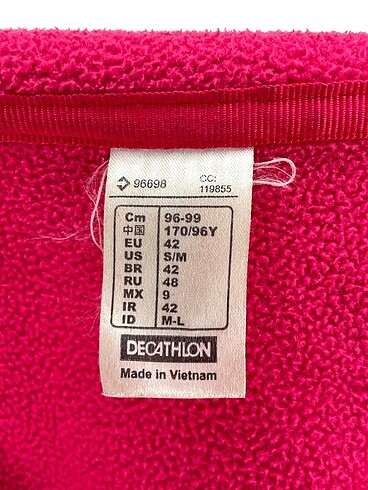 96698 CC: 119855
Cm 96-99
中国 170/96Y
EU 42
US S/M
BR 42
RU 48
MX 9
IR 42
ID M-L
DECATHLON
Made in Vietnam